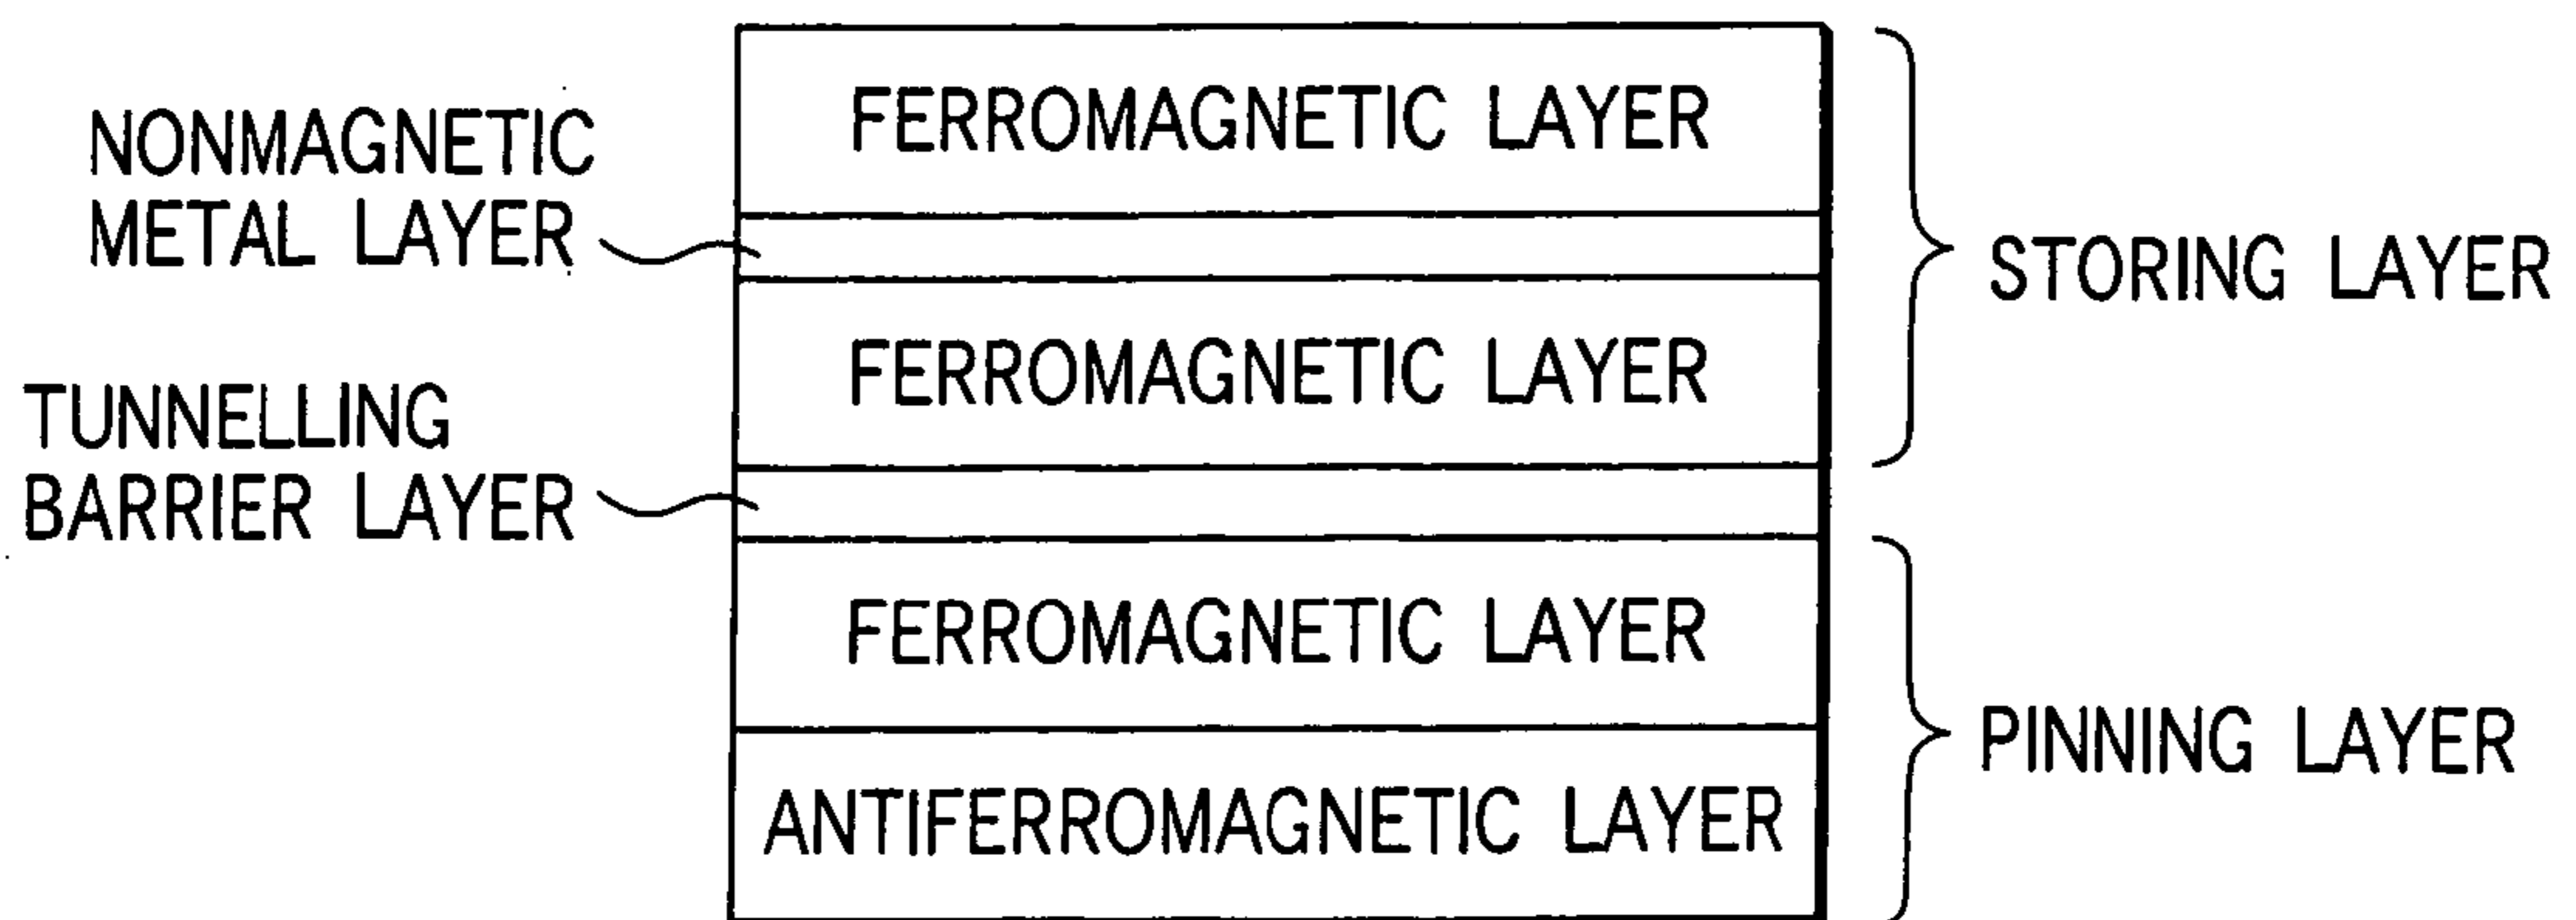 FERROMAGNETIC LAYER
NONMAGNETIC
METAL LAYER
STORING LAYER
FERROMAGNETIC LAYER
TUNNELLING
BARRIER LAYER
FERROMAGNETIC LAYER
PINNING LAYER
ANTIFERROMAGNETIC LAYER